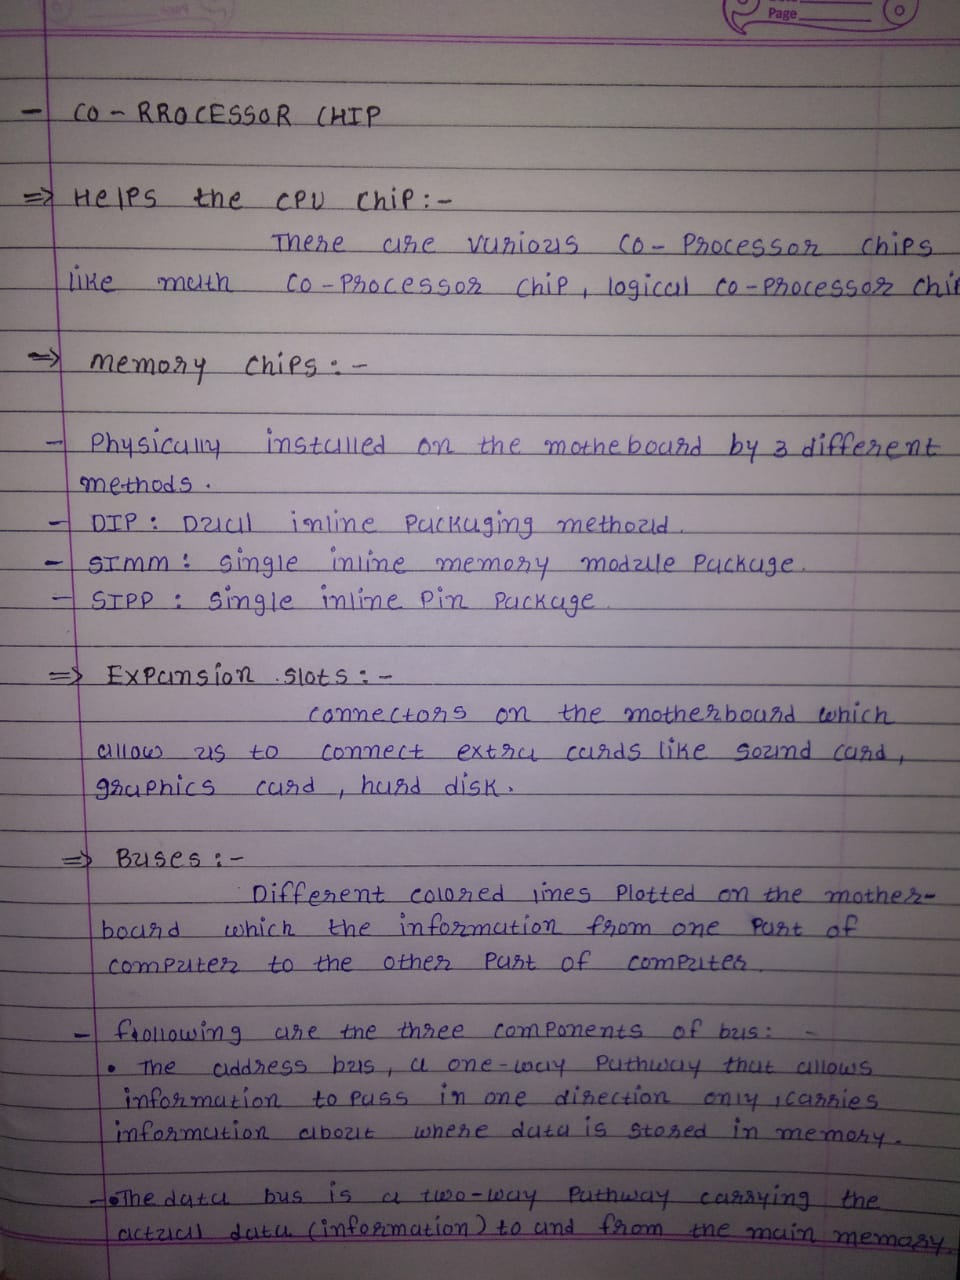 Page
- CO - RROCESSOR CHIP
=> Helps the CPU chip:-
There are various co-Processor chips
like math co-processor chip, logical co-processor chip
=> memory chips:-
- Physically installed on the motheboard by 3 different
methods.
- DIP: Dual inline Packaging method.
- SIMM: Single inline memory module Package.
- SIPP: Single inline Pin Package.
=> Expansion slots:-
connectors on the motherboard which
allow us to connect extra cards like sound card,
graphics card, hard disk.
=> Buses:-
Different colored lines Plotted on the mother-
board which the information from one Part of
computer to the other Part of computer.
- following are the three components of bus: -
• The address bus, a one-way Pathway that allows
information to Pass in one direction only, carries
information about where data is stored in memory.
- • The data bus is a two-way Pathway carrying the
actual data (information) to and from the main memory.